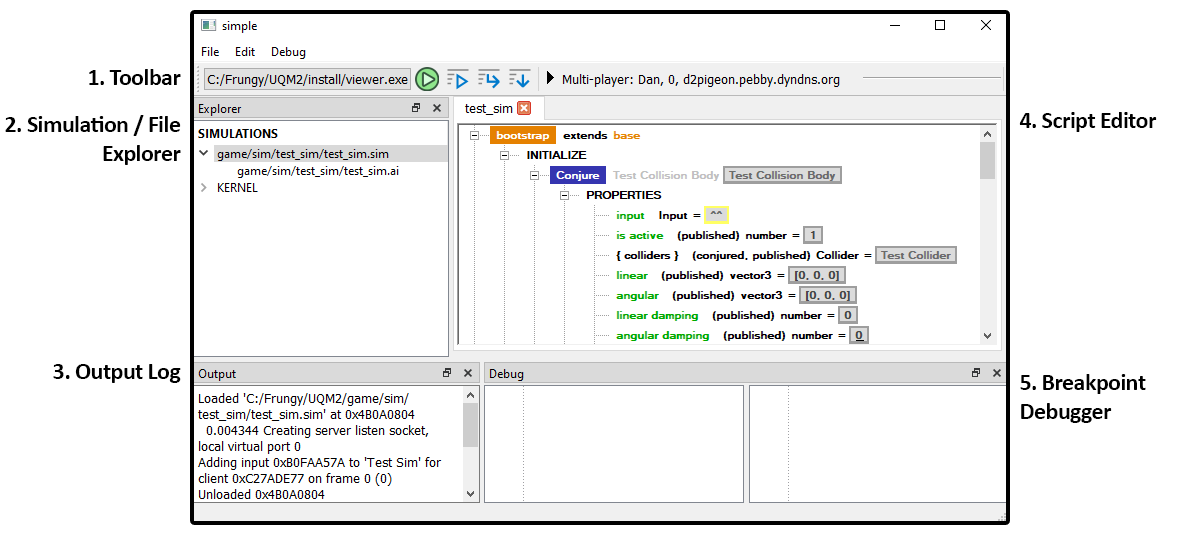 simple
File Edit Debug
1. Toolbar
C:/Frungy/UQM2/install/viewer.exe
Multi-player: Dan, 0, d2pigeon.pebby.dyndns.org
2. Simulation / File
Explorer
Explorer
SIMULATIONS
game/sim/test_sim/test_sim.sim
game/sim/test_sim/test_sim.ai
KERNEL
test_sim
bootstrap extends base
INITIALIZE
Conjure Test Collision Body Test Collision Body
PROPERTIES
input Input = ^^
is active (published) number = 1
{ colliders } (conjured, published) Collider = Test Collider
linear (published) vector3 = [0, 0, 0]
angular (published) vector3 = [0, 0, 0]
linear damping (published) number = 0
angular damping (published) number = 0
4. Script Editor
3. Output Log
Output
Loaded 'C:/Frungy/UQM2/game/sim/
test_sim/test_sim.sim' at 0x4B0A0804
0.004344 Creating server listen socket,
local virtual port 0
Adding input 0xB0FAA57A to 'Test Sim' for
client 0xC27ADE77 on frame 0 (0)
Unloaded 0x4B0A0804
Debug
5. Breakpoint
Debugger